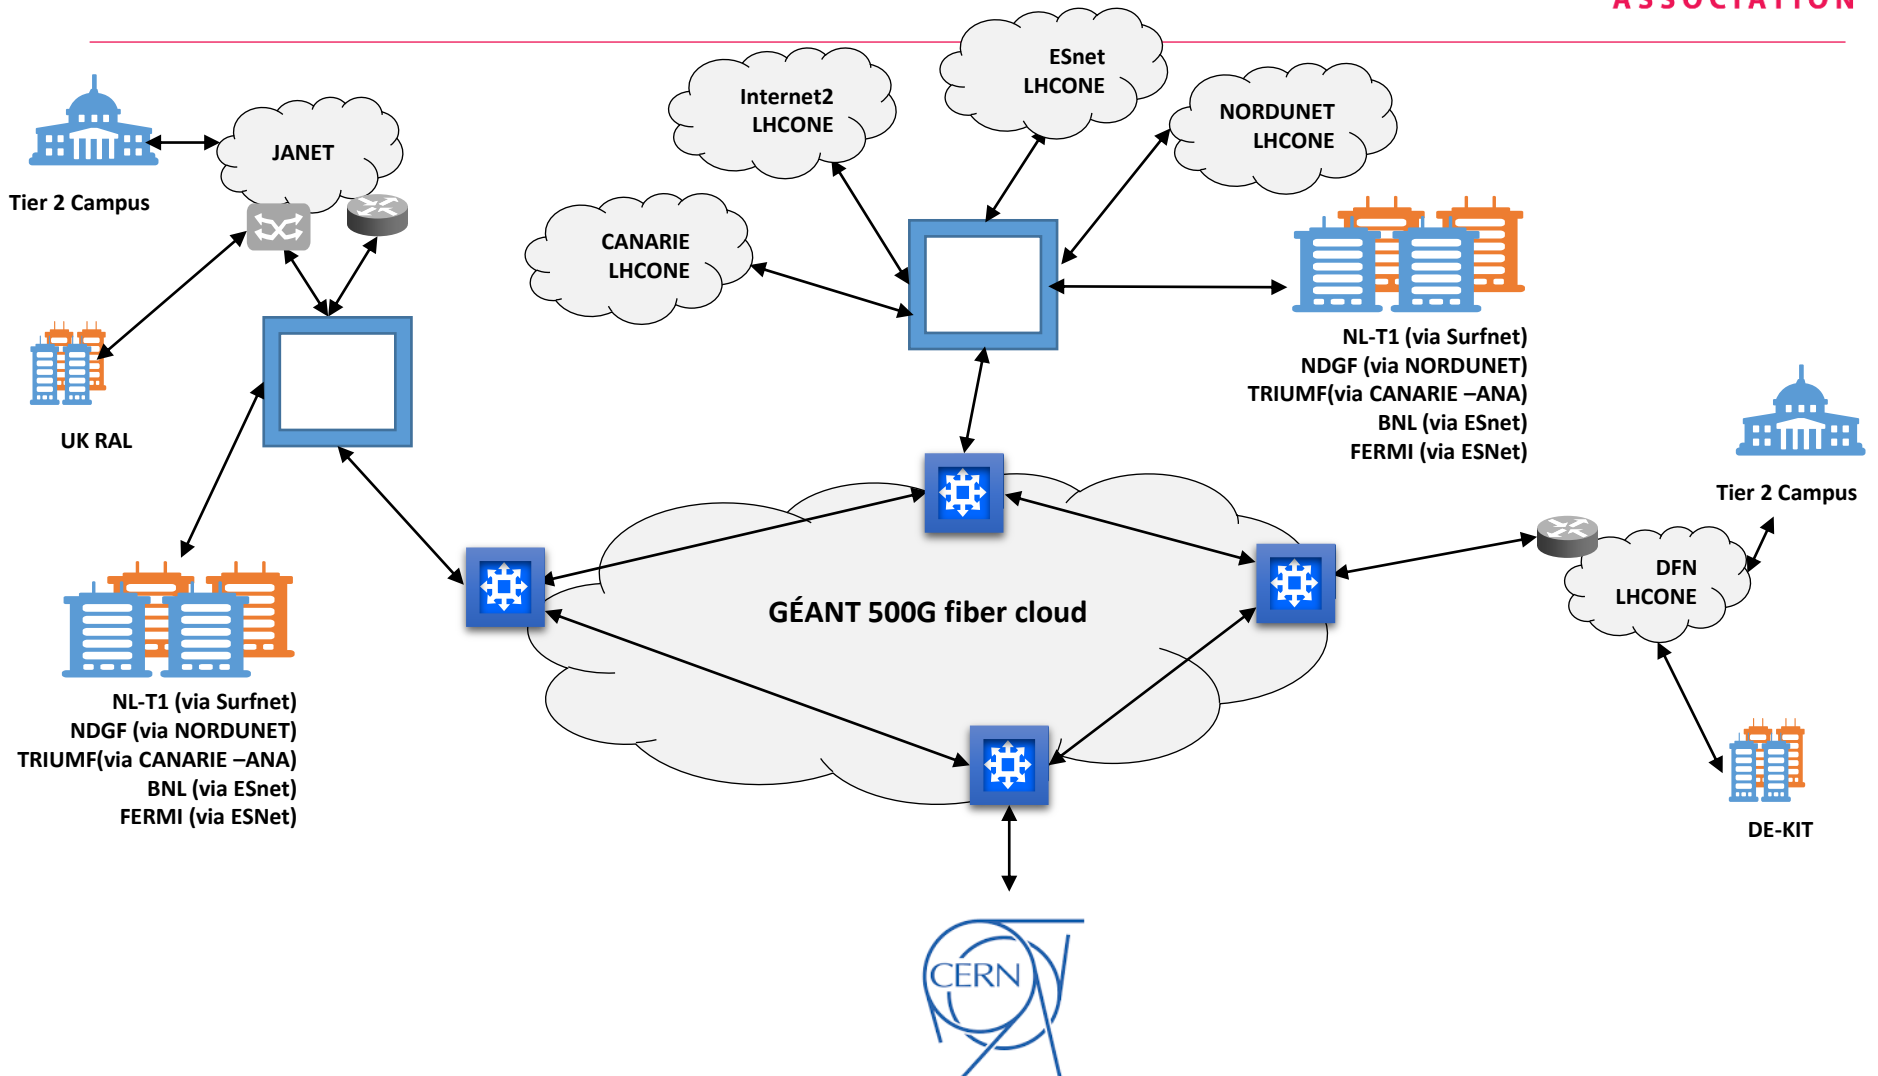 ASSOCIATION
ESnet
LHCONE
Internet2
LHCONE
NORDUNET
LHCONE
JANET
Tier 2 Campus
CANARIE
LHCONE
NL-T1 (via Surfnet)
NDGF (via NORDUNET)
TRIUMF(via CANARIE –ANA)
BNL (via ESnet)
FERMI (via ESNet)
UK RAL
Tier 2 Campus
DFN
LHCONE
GÉANT 500G fiber cloud
NL-T1 (via Surfnet)
NDGF (via NORDUNET)
TRIUMF(via CANARIE –ANA)
BNL (via ESnet)
FERMI (via ESNet)
DE-KIT
CERN